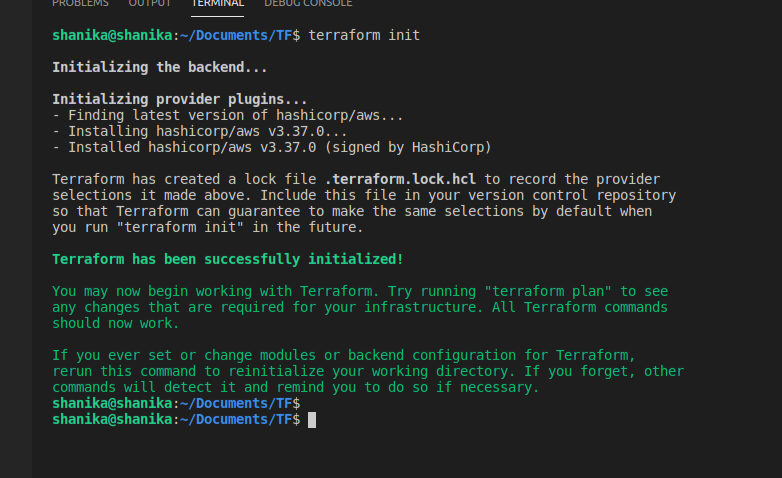 PROBLEMS OUTPUT TERMINAL DEBUG CONSOLE
shanika@shanika:~/Documents/TF$ terraform init
Initializing the backend...
Initializing provider plugins...
- Finding latest version of hashicorp/aws...
- Installing hashicorp/aws v3.37.0...
- Installed hashicorp/aws v3.37.0 (signed by HashiCorp)
Terraform has created a lock file .terraform.lock.hcl to record the provider
selections it made above. Include this file in your version control repository
so that Terraform can guarantee to make the same selections by default when
you run "terraform init" in the future.
Terraform has been successfully initialized!
You may now begin working with Terraform. Try running "terraform plan" to see
any changes that are required for your infrastructure. All Terraform commands
should now work.
If you ever set or change modules or backend configuration for Terraform,
rerun this command to reinitialize your working directory. If you forget, other
commands will detect it and remind you to do so if necessary.
shanika@shanika:~/Documents/TF$
shanika@shanika:~/Documents/TF$